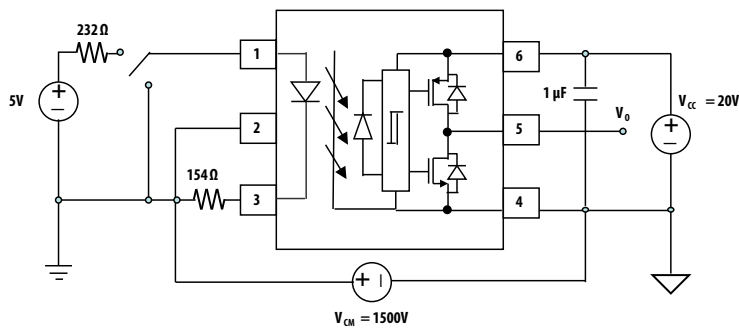 232 Ω
1
6
5V
+
−
2
1 µF
V₀
V_CC = 20V
+
−
5
154 Ω
3
4
+ −
V_CM = 1500V